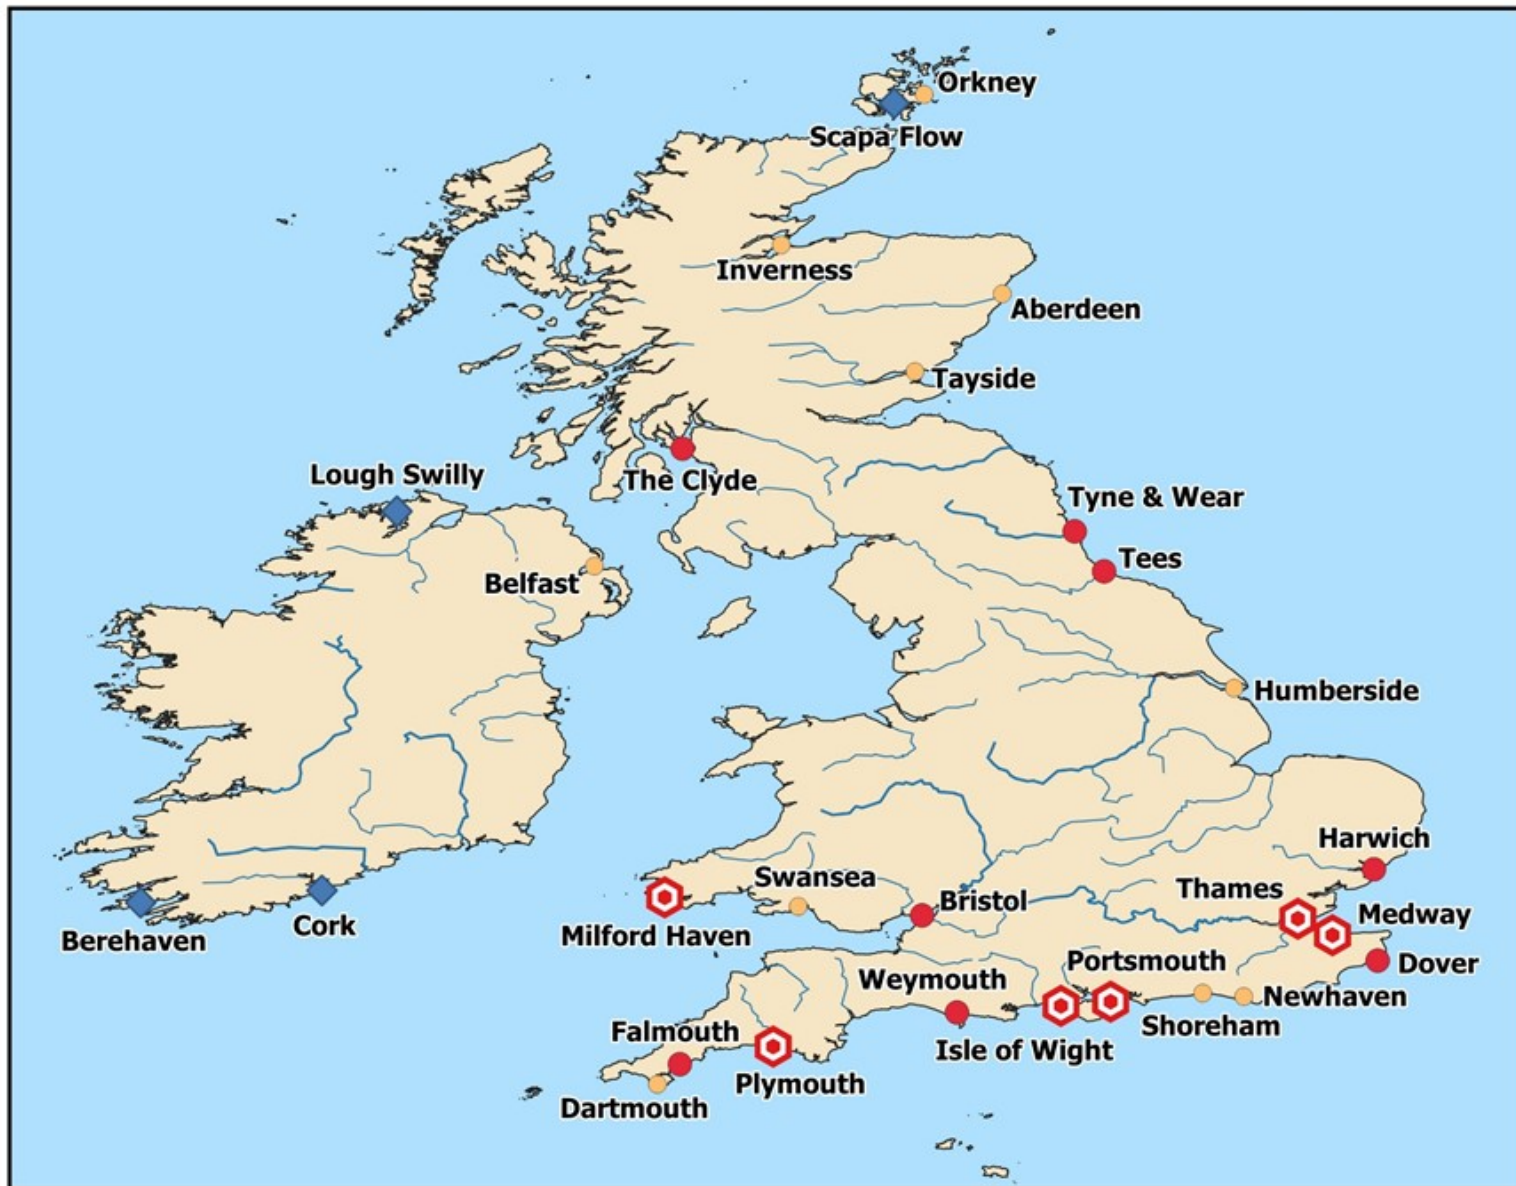 Orkney
Scapa Flow
Inverness
Aberdeen
Tayside
The Clyde
Lough Swilly
Tyne & Wear
Tees
Belfast
Humberside
Harwich
Swansea
Thames
Bristol
Medway
Cork
Milford Haven
Berehaven
Portsmouth
Dover
Weymouth
Newhaven
Shoreham
Falmouth
Isle of Wight
Plymouth
Dartmouth